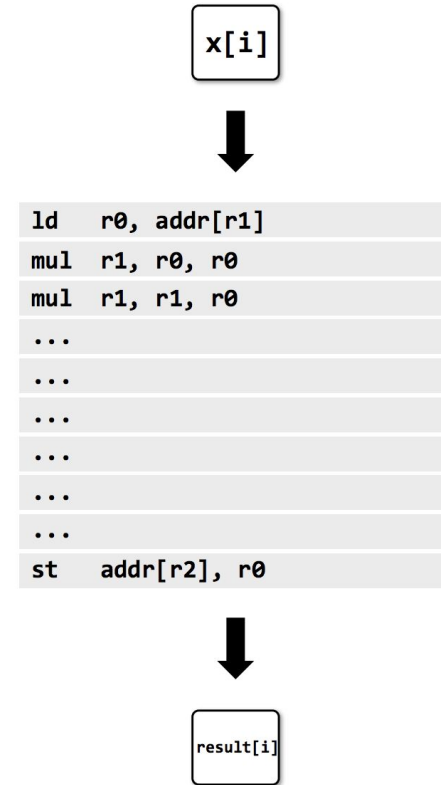 x[i]
ld r0, addr[r1]
mul r1, r0, r0
mul r1, r1, r0
...
...
...
...
...
...
st addr[r2], r0
result[i]